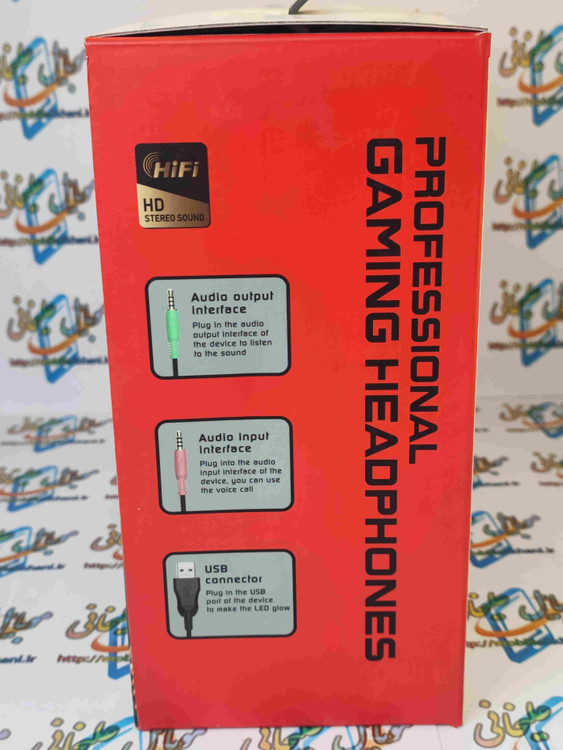 HiFi
HD
STEREO SOUND
PROFESSIONAL
GAMING HEADPHONES
Audio output
interface
Plug in the audio
output interface of
the device to listen
to the sound
Audio input
interface
Plug into the audio
input interface of the
device, you can use
the voice call
USB
connector
Plug in the USB
port of the device
to make the LED glow